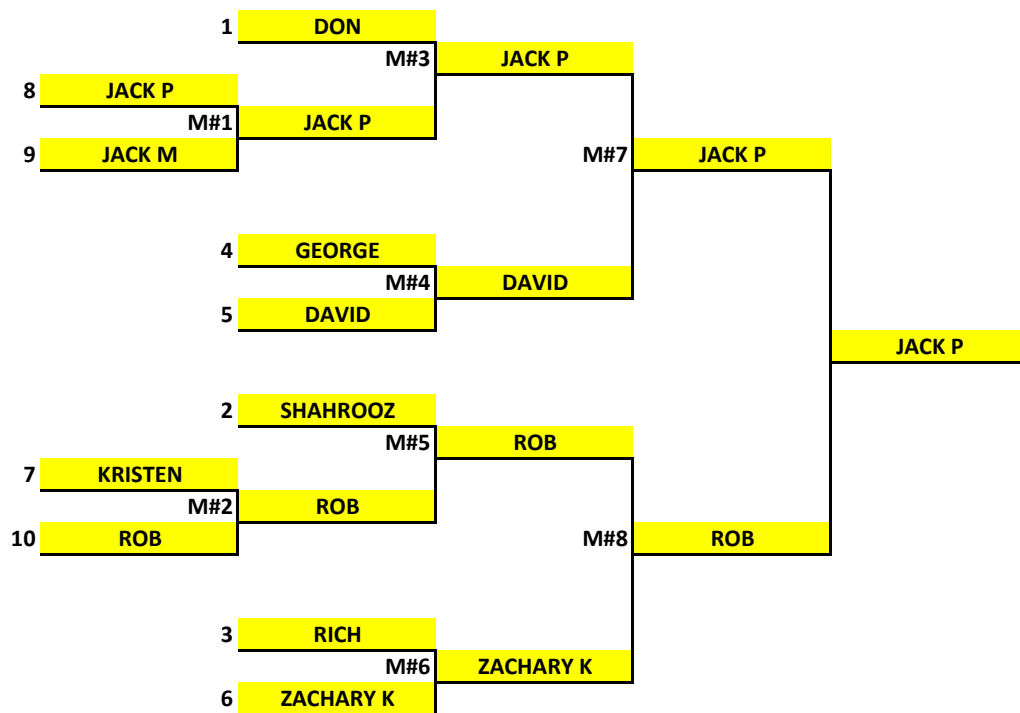 1 DON
M#3 JACK P
8 JACK P
M#1 JACK P
9 JACK M
M#7 JACK P
4 GEORGE
M#4 DAVID
5 DAVID
JACK P
2 SHAHROOZ
M#5 ROB
7 KRISTEN
M#2 ROB
10 ROB
M#8 ROB
3 RICH
M#6 ZACHARY K
6 ZACHARY K